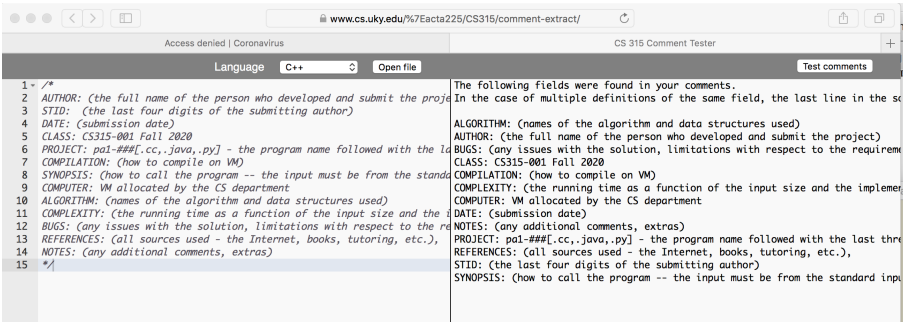 www.cs.uky.edu/%7Eacta225/CS315/comment-extract/
Access denied | Coronavirus
CS 315 Comment Tester
Language C++ Open file
Test comments
1 /*
2 AUTHOR: (the full name of the person who developed and submit the proje
3 STID: (the last four digits of the submitting author)
4 DATE: (submission date)
5 CLASS: CS315-001 Fall 2020
6 PROJECT: pa1-###[.cc,.java,.py] - the program name followed with the la
7 COMPILATION: (how to compile on VM)
8 SYNOPSIS: (how to call the program -- the input must be from the standa
9 COMPUTER: VM allocated by the CS department
10 ALGORITHM: (names of the algorithm and data structures used)
11 COMPLEXITY: (the running time as a function of the input size and the i
12 BUGS: (any issues with the solution, limitations with respect to the re
13 REFERENCES: (all sources used - the Internet, books, tutoring, etc.),
14 NOTES: (any additional comments, extras)
15 */
The following fields were found in your comments.
In the case of multiple definitions of the same field, the last line in the so
ALGORITHM: (names of the algorithm and data structures used)
AUTHOR: (the full name of the person who developed and submit the project)
BUGS: (any issues with the solution, limitations with respect to the requireme
CLASS: CS315-001 Fall 2020
COMPILATION: (how to compile on VM)
COMPLEXITY: (the running time as a function of the input size and the implemen
COMPUTER: VM allocated by the CS department
DATE: (submission date)
NOTES: (any additional comments, extras)
PROJECT: pa1-###[.cc,.java,.py] - the program name followed with the last thre
REFERENCES: (all sources used - the Internet, books, tutoring, etc.),
STID: (the last four digits of the submitting author)
SYNOPSIS: (how to call the program -- the input must be from the standard inpu